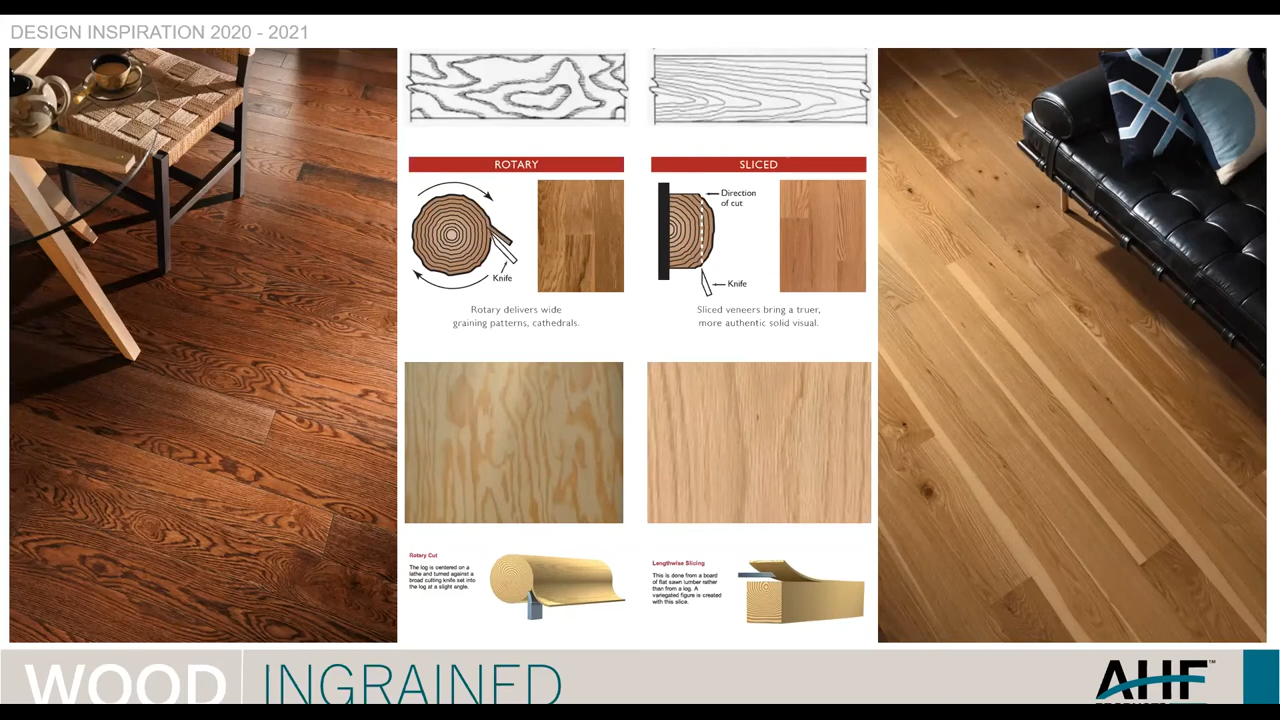 DESIGN INSPIRATION 2020 - 2021
ROTARY
Knife
Rotary delivers wide
graining patterns, cathedrals.
SLICED
Direction
of cut
Knife
Sliced veneers bring a truer,
more authentic solid visual.
Rotary Cut
The log is centered on a
lathe and turned against a
broad cutting knife set into
the log at a slight angle.
Lengthwise Slicing
This is done from a board
of flat sawn lumber rather
than from a log. A
variegated figure is created
with this slice.
WOOD INGRAINED
AHF™
PRODUCTS